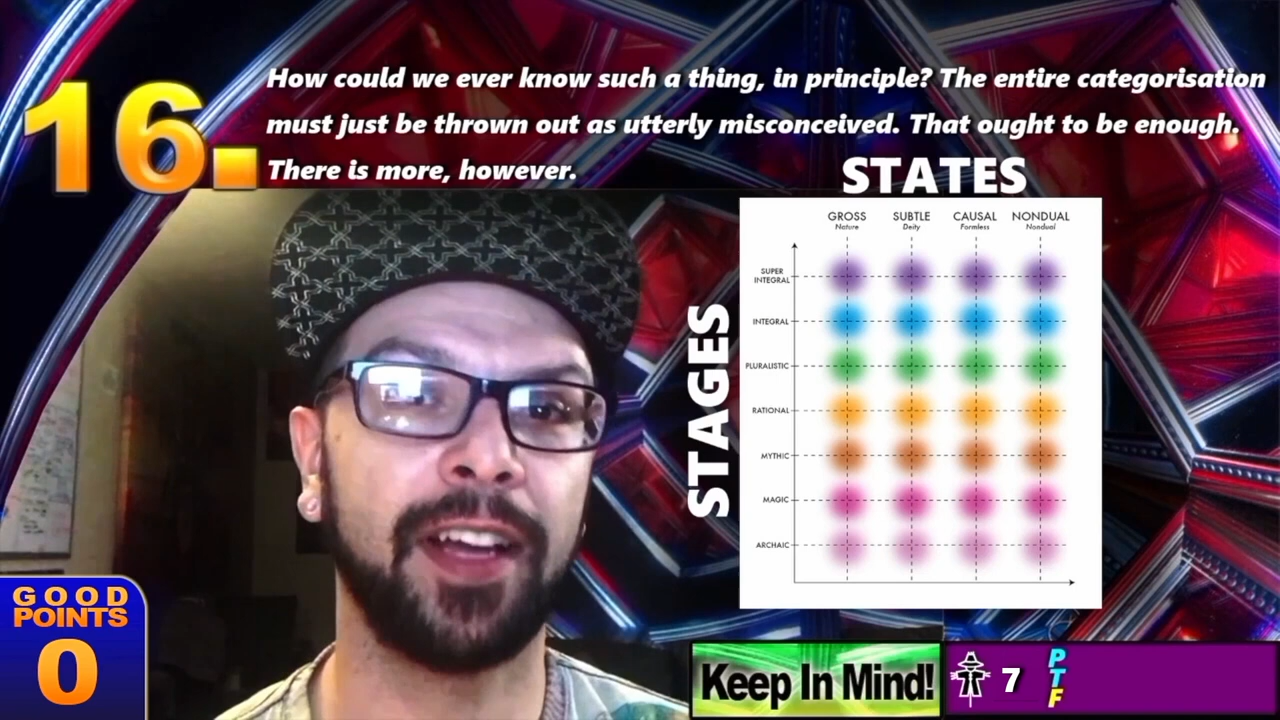 16.
How could we ever know such a thing, in principle? The entire categorisation
must just be thrown out as utterly misconceived. That ought to be enough.
There is more, however.
STATES
GROSS SUBTLE CAUSAL NONDUAL
Nature Deity Formless Nondual
STAGES
SUPER
INTEGRAL
INTEGRAL
PLURALISTIC
RATIONAL
MYTHIC
MAGIC
ARCHAIC
GOOD
POINTS
0
Keep In Mind!
7
PTF